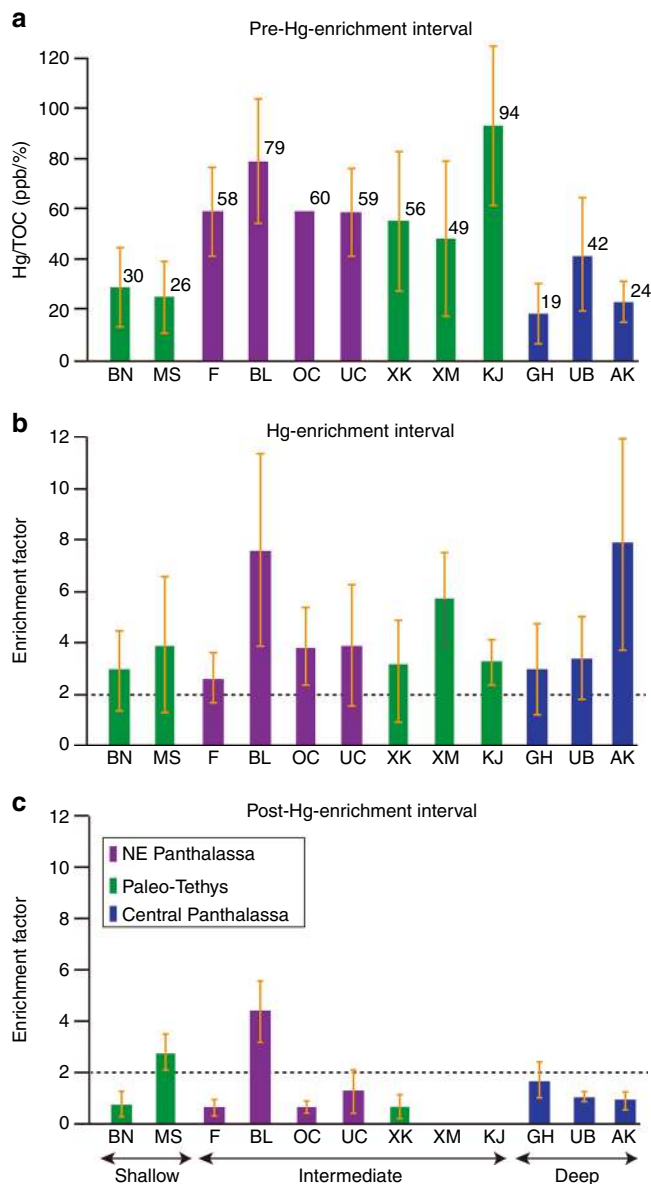 a
Pre-Hg-enrichment interval
Hg/TOC (ppb/%)
120
100
80
60
40
20
0
30
26
58
79
60
59
56
49
94
19
42
24
BN MS F BL OC UC XK XM KJ GH UB AK
b
Hg-enrichment interval
Enrichment factor
12
10
8
6
4
2
0
BN MS F BL OC UC XK XM KJ GH UB AK
c
Post-Hg-enrichment interval
Enrichment factor
12
10
8
6
4
2
0
NE Panthalassa
Paleo-Tethys
Central Panthalassa
BN MS F BL OC UC XK XM KJ GH UB AK
Shallow Intermediate Deep